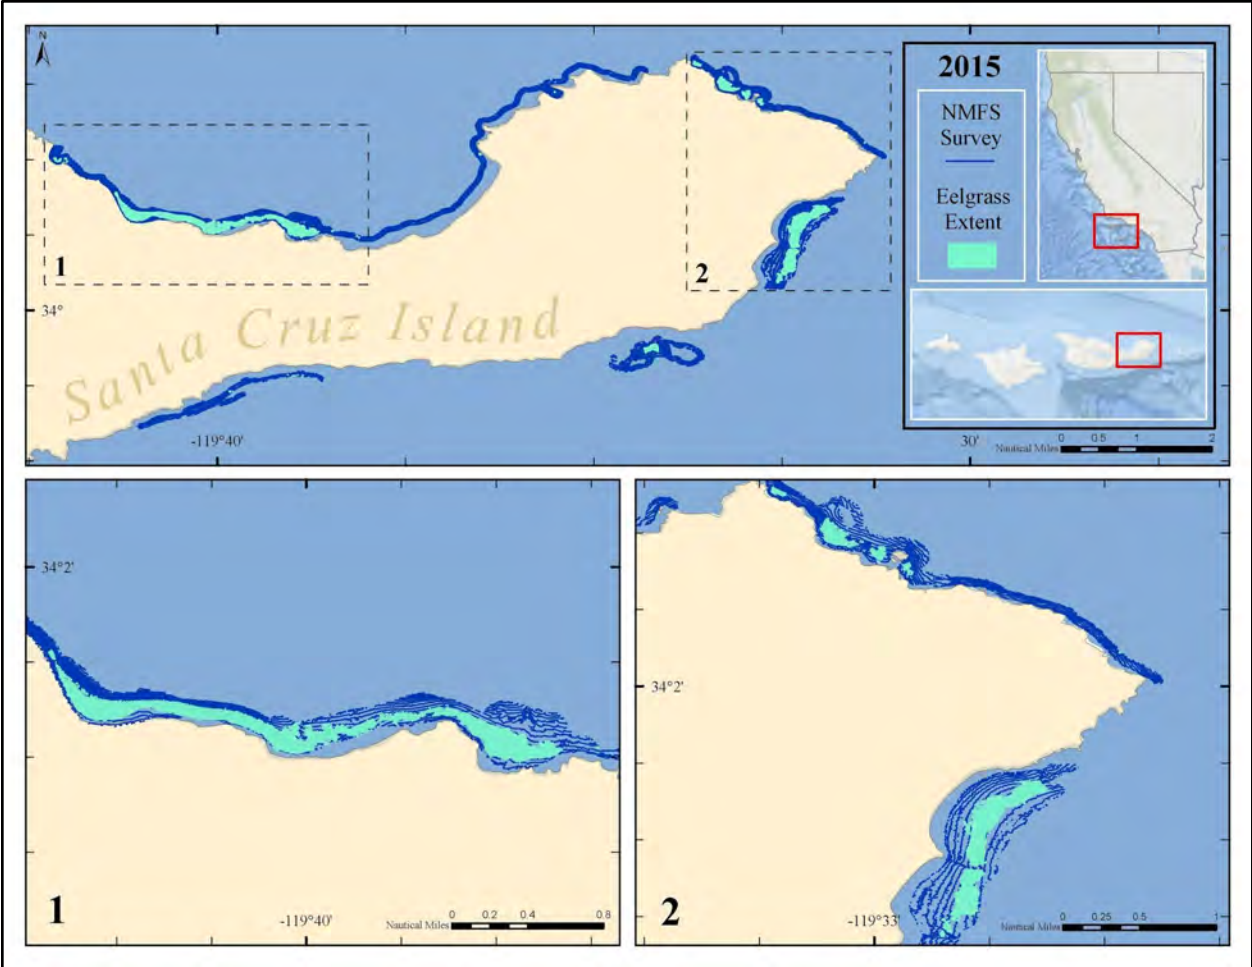 N
2015
NMFS
Survey
Eelgrass
Extent
1
2
34°
Santa Cruz Island
-119°40'
30'
Nautical Miles
0 0.5 1 2
34°2'
-119°40'
1
Nautical Miles
0 0.2 0.4 0.8
34°2'
-119°33'
2
Nautical Miles
0 0.25 0.5 1